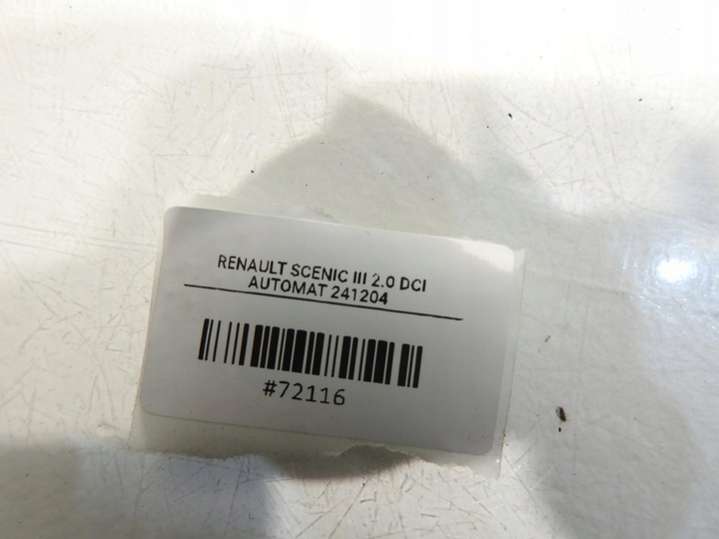 RENAULT SCENIC III 2.0 DCI
AUTOMAT 241204
#72116